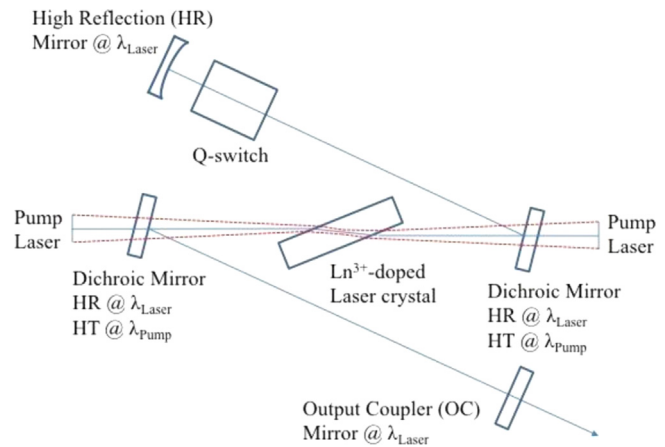 High Reflection (HR)
Mirror @ λLaser
Q-switch
Pump
Laser
Pump
Laser
Dichroic Mirror
HR @ λLaser
HT @ λPump
Ln³⁺-doped
Laser crystal
Dichroic Mirror
HR @ λLaser
HT @ λPump
Output Coupler (OC)
Mirror @ λLaser